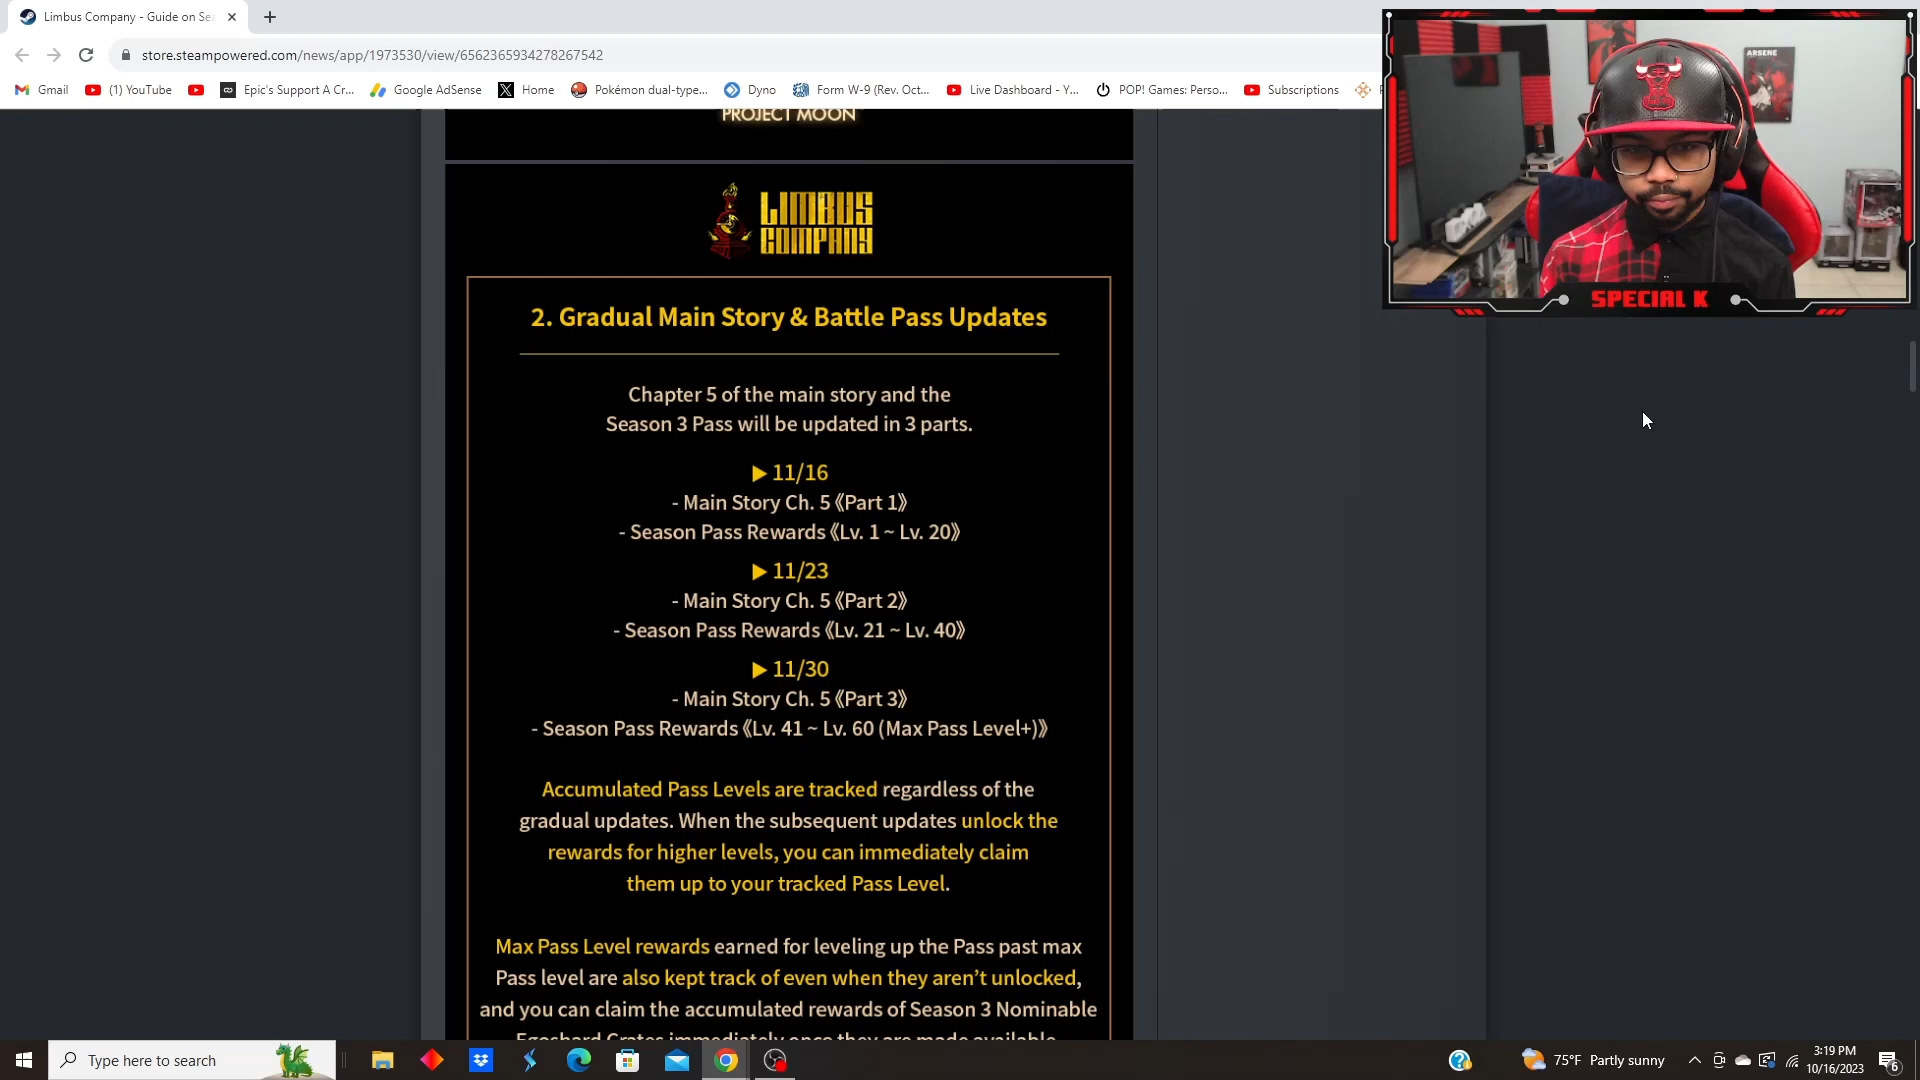 Limbus Company - Guide on Sea
store.steampowered.com/news/app/1973530/view/6562365934278267542
Gmail
(1) YouTube
Epic's Support A Cr...
Google AdSense
Home
Pokémon dual-type...
Dyno
Form W-9 (Rev. Oct...
Live Dashboard - Y...
POP! Games: Perso...
Subscriptions
ARSENE
SPECIAL K
PROJECT MOON
LIMBUS
COMPANY
2. Gradual Main Story & Battle Pass Updates
Chapter 5 of the main story and the
Season 3 Pass will be updated in 3 parts.
▶ 11/16
- Main Story Ch. 5 《Part 1》
- Season Pass Rewards 《Lv. 1 ~ Lv. 20》
▶ 11/23
- Main Story Ch. 5 《Part 2》
- Season Pass Rewards 《Lv. 21 ~ Lv. 40》
▶ 11/30
- Main Story Ch. 5 《Part 3》
- Season Pass Rewards 《Lv. 41 ~ Lv. 60 (Max Pass Level+)》
Accumulated Pass Levels are tracked regardless of the
gradual updates. When the subsequent updates unlock the
rewards for higher levels, you can immediately claim
them up to your tracked Pass Level.
Max Pass Level rewards earned for leveling up the Pass past max
Pass level are also kept track of even when they aren't unlocked,
and you can claim the accumulated rewards of Season 3 Nominable
Egoshard Crates immediately once they are made available.
Type here to search
75°F Partly sunny
3:19 PM
10/16/2023
6